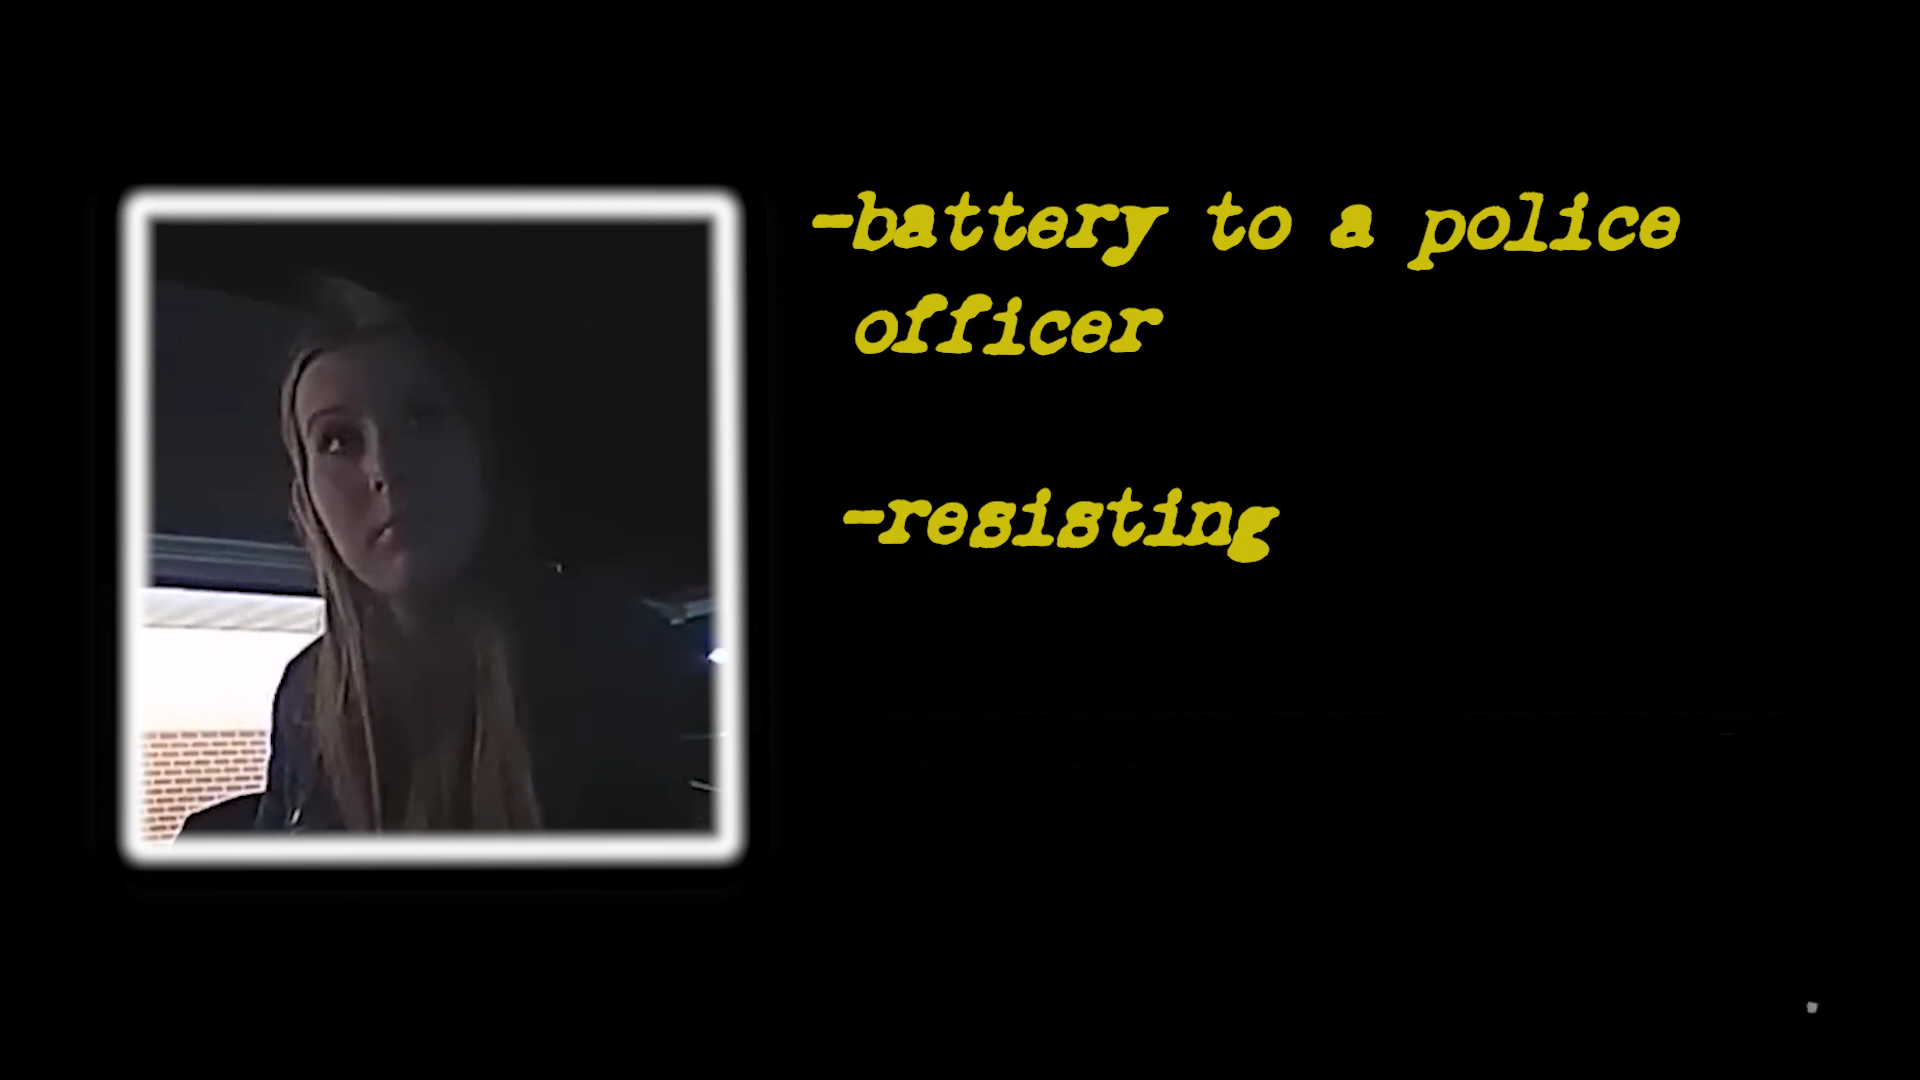 -battery to a police
officer
-resisting